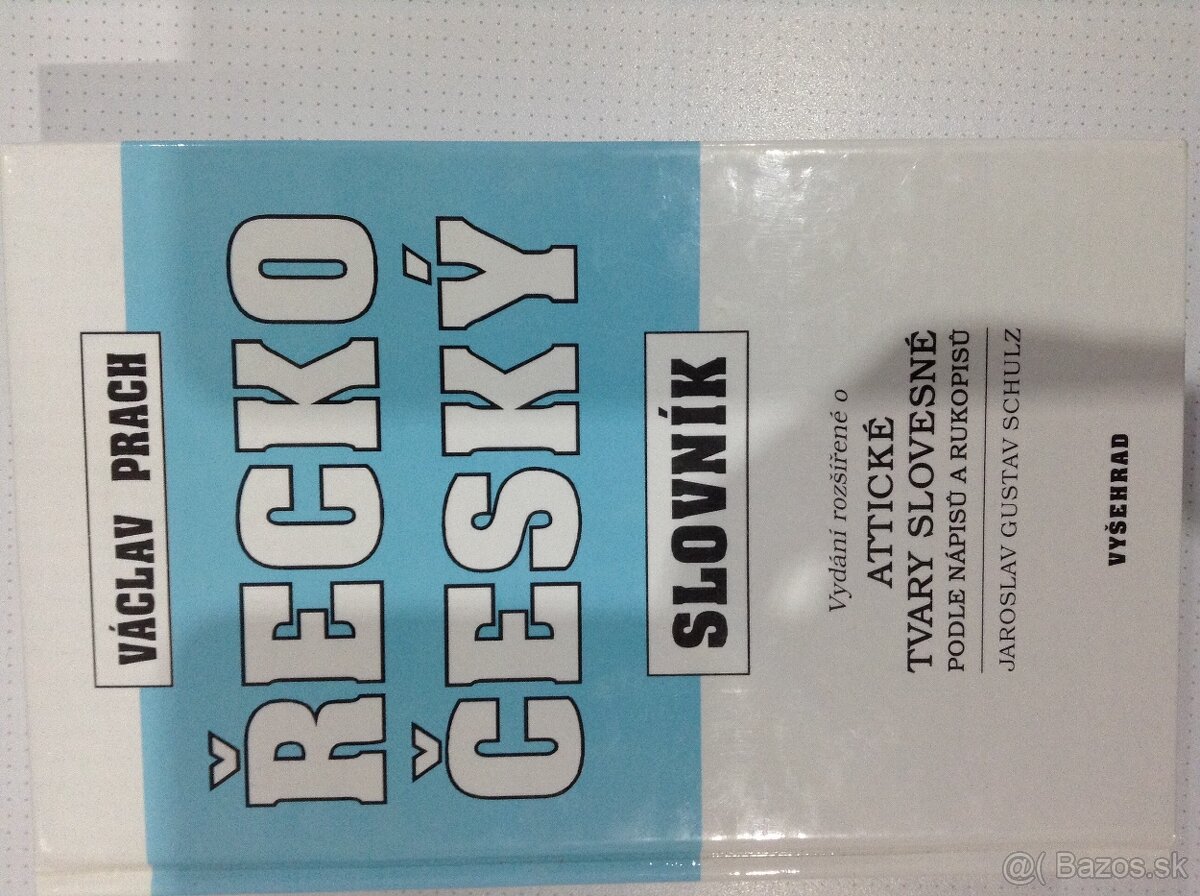 VÁCLAV PRACH
ŘECKO
ČESKÝ
SLOVNÍK
Vydání rozšířené o
ATTICKÉ
TVARY SLOVESNÉ
PODLE NÁPISŮ A RUKOPISŮ
JAROSLAV GUSTAV SCHULZ
VYŠEHRAD
@( Bazos.sk